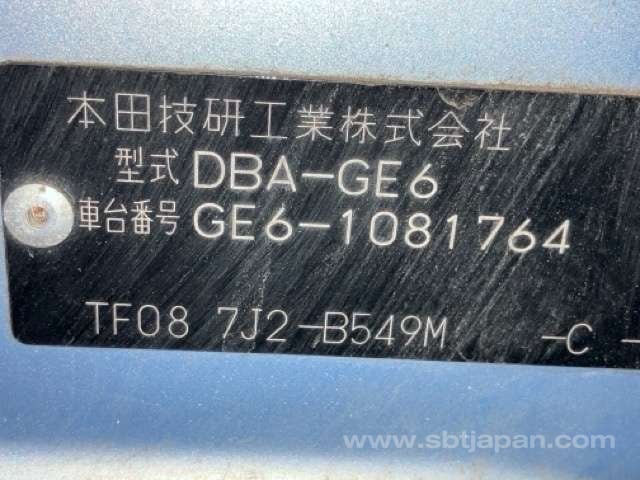 本田技研工業株式会社
型式 DBA-GE6
車台番号 GE6-1081764
TF08 7J2-B549M -C -
www.sbtjapan.com